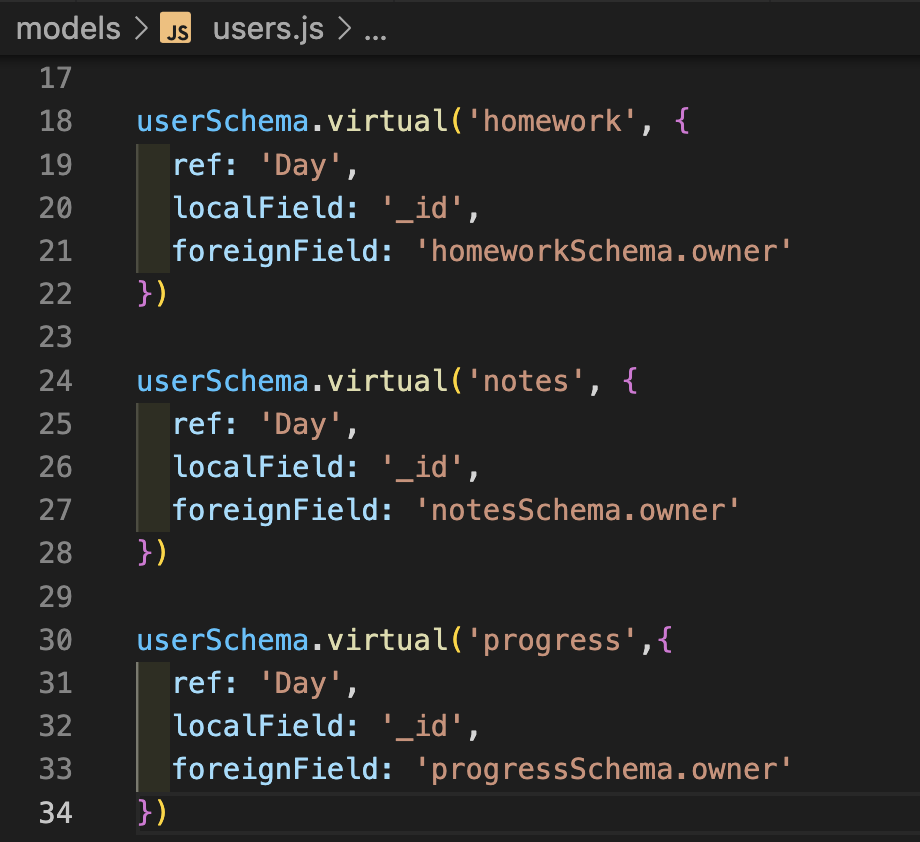 models > JS users.js > ...
17
18 userSchema.virtual('homework', {
19 ref: 'Day',
20 localField: '_id',
21 foreignField: 'homeworkSchema.owner'
22 })
23
24 userSchema.virtual('notes', {
25 ref: 'Day',
26 localField: '_id',
27 foreignField: 'notesSchema.owner'
28 })
29
30 userSchema.virtual('progress',{
31 ref: 'Day',
32 localField: '_id',
33 foreignField: 'progressSchema.owner'
34 })